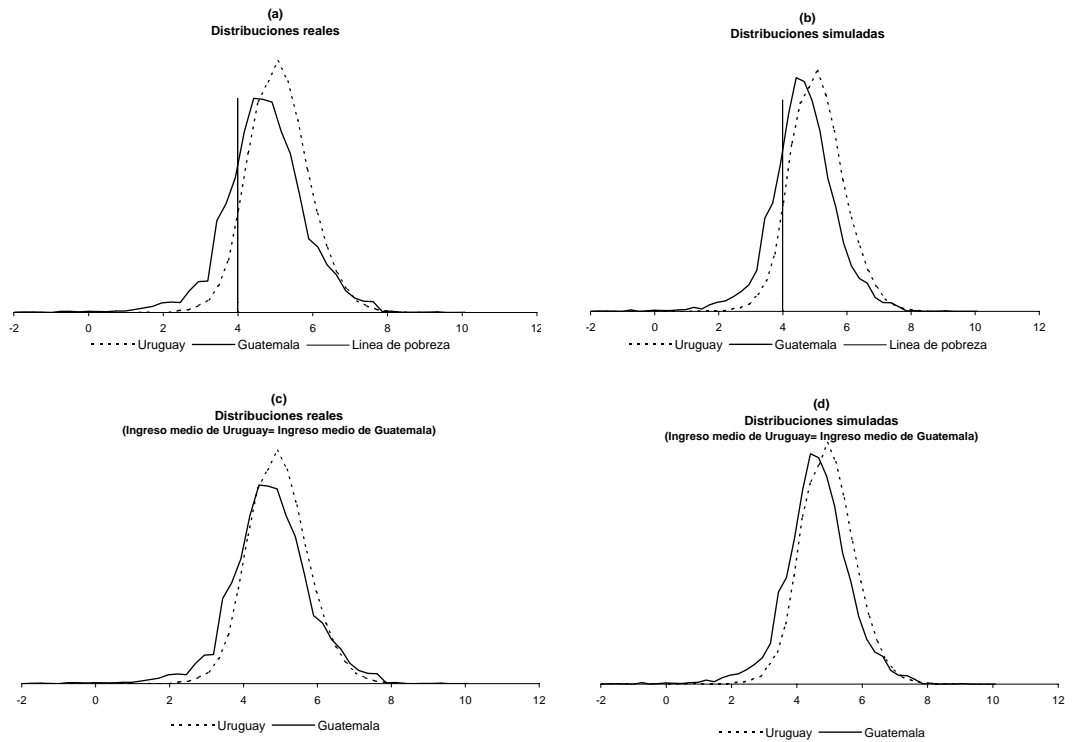 (a)
Distribuciones reales
-2 0 2 4 6 8 10 12
Uruguay Guatemala Linea de pobreza
(b)
Distribuciones simuladas
-2 0 2 4 6 8 10 12
Uruguay Guatemala Linea de pobreza
(c)
Distribuciones reales
(Ingreso medio de Uruguay= Ingreso medio de Guatemala)
-2 0 2 4 6 8 10 12
Uruguay Guatemala
(d)
Distribuciones simuladas
(Ingreso medio de Uruguay= Ingreso medio de Guatemala)
-2 0 2 4 6 8 10 12
Uruguay Guatemala